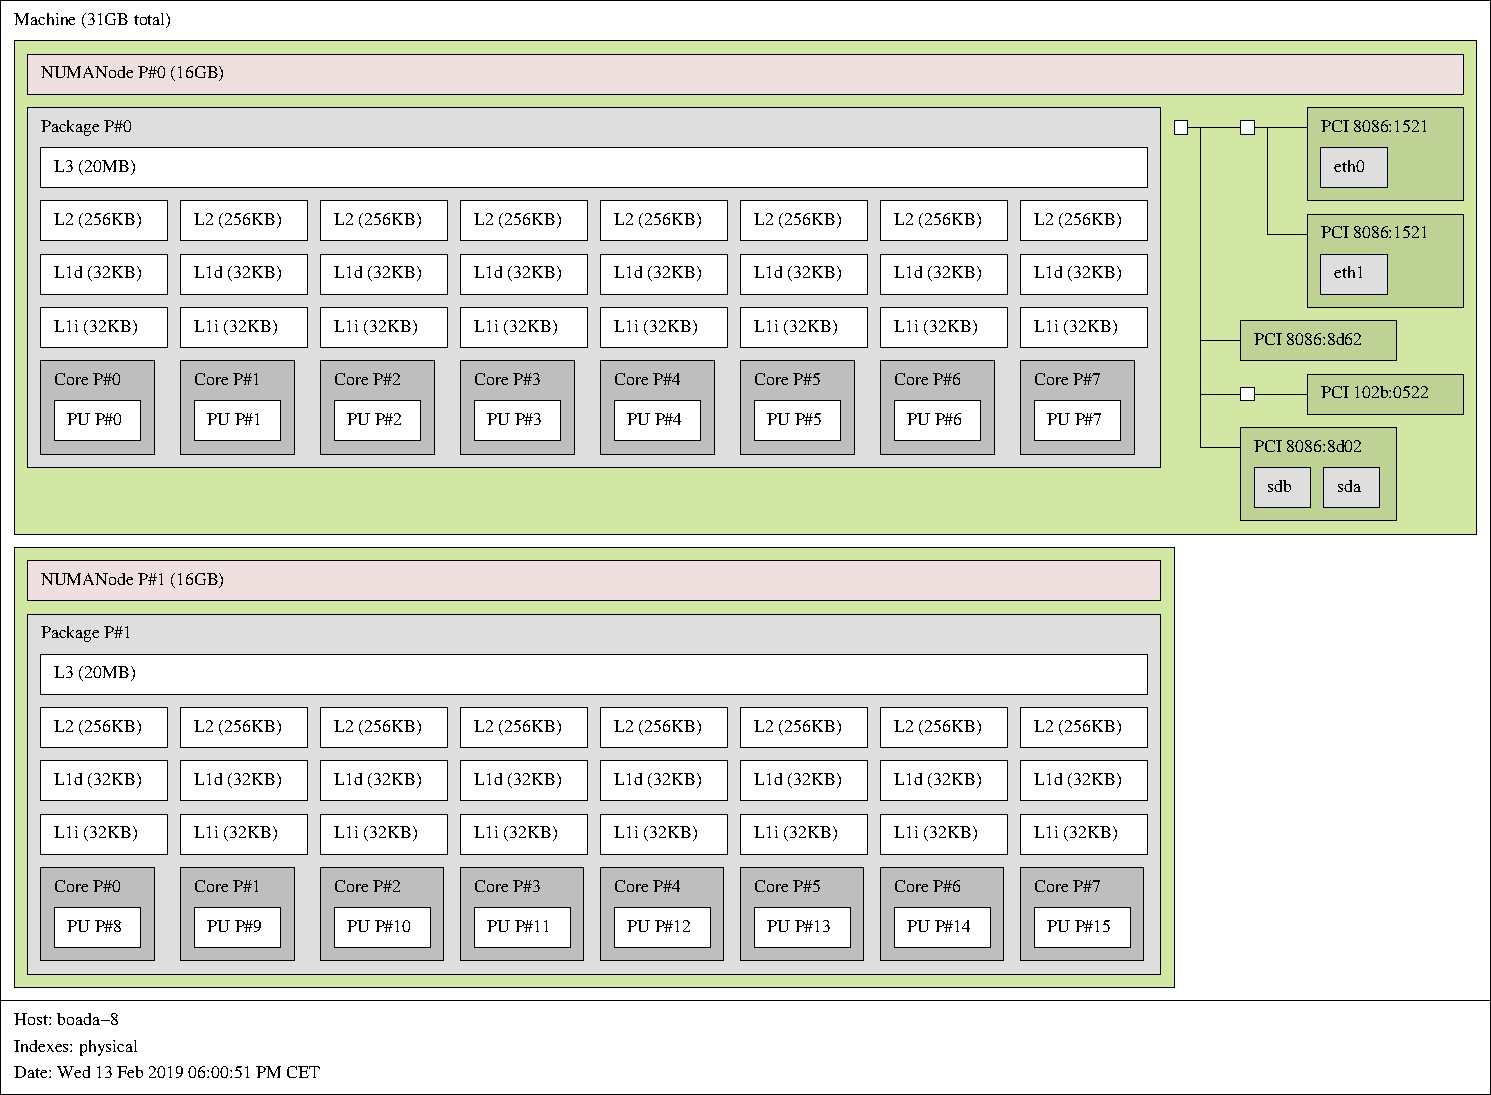 Machine (31GB total)
NUMANode P#0 (16GB)
Package P#0
L3 (20MB)
L2 (256KB) L2 (256KB) L2 (256KB) L2 (256KB) L2 (256KB) L2 (256KB) L2 (256KB) L2 (256KB)
L1d (32KB) L1d (32KB) L1d (32KB) L1d (32KB) L1d (32KB) L1d (32KB) L1d (32KB) L1d (32KB)
L1i (32KB) L1i (32KB) L1i (32KB) L1i (32KB) L1i (32KB) L1i (32KB) L1i (32KB) L1i (32KB)
Core P#0 Core P#1 Core P#2 Core P#3 Core P#4 Core P#5 Core P#6 Core P#7
PU P#0 PU P#1 PU P#2 PU P#3 PU P#4 PU P#5 PU P#6 PU P#7
PCI 8086:1521
eth0
PCI 8086:1521
eth1
PCI 8086:8d62
PCI 102b:0522
PCI 8086:8d02
sdb sda
NUMANode P#1 (16GB)
Package P#1
L3 (20MB)
L2 (256KB) L2 (256KB) L2 (256KB) L2 (256KB) L2 (256KB) L2 (256KB) L2 (256KB) L2 (256KB)
L1d (32KB) L1d (32KB) L1d (32KB) L1d (32KB) L1d (32KB) L1d (32KB) L1d (32KB) L1d (32KB)
L1i (32KB) L1i (32KB) L1i (32KB) L1i (32KB) L1i (32KB) L1i (32KB) L1i (32KB) L1i (32KB)
Core P#0 Core P#1 Core P#2 Core P#3 Core P#4 Core P#5 Core P#6 Core P#7
PU P#8 PU P#9 PU P#10 PU P#11 PU P#12 PU P#13 PU P#14 PU P#15
Host: boada−8
Indexes: physical
Date: Wed 13 Feb 2019 06:00:51 PM CET